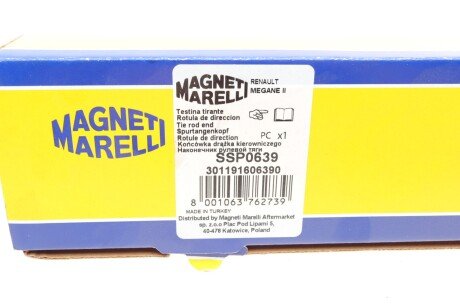 MAGNETI
MARELLI
MAGNETI
MARELLI
RENAULT
MEGANE II
Testina tirante
Rotula de direccion
Tie rod end
Spurtangenkopf
Rotule de direction
PC x1
Końcówka drążka kierowniczego
Наконечник рулевой тяги
SSP0639
301191606390
8 001063 762739
MADE IN TURKEY
Distributed by Magneti Marelli Aftermarket
sp. z.o.o Plac Pod Lipami 5,
40-476 Katowice, Poland